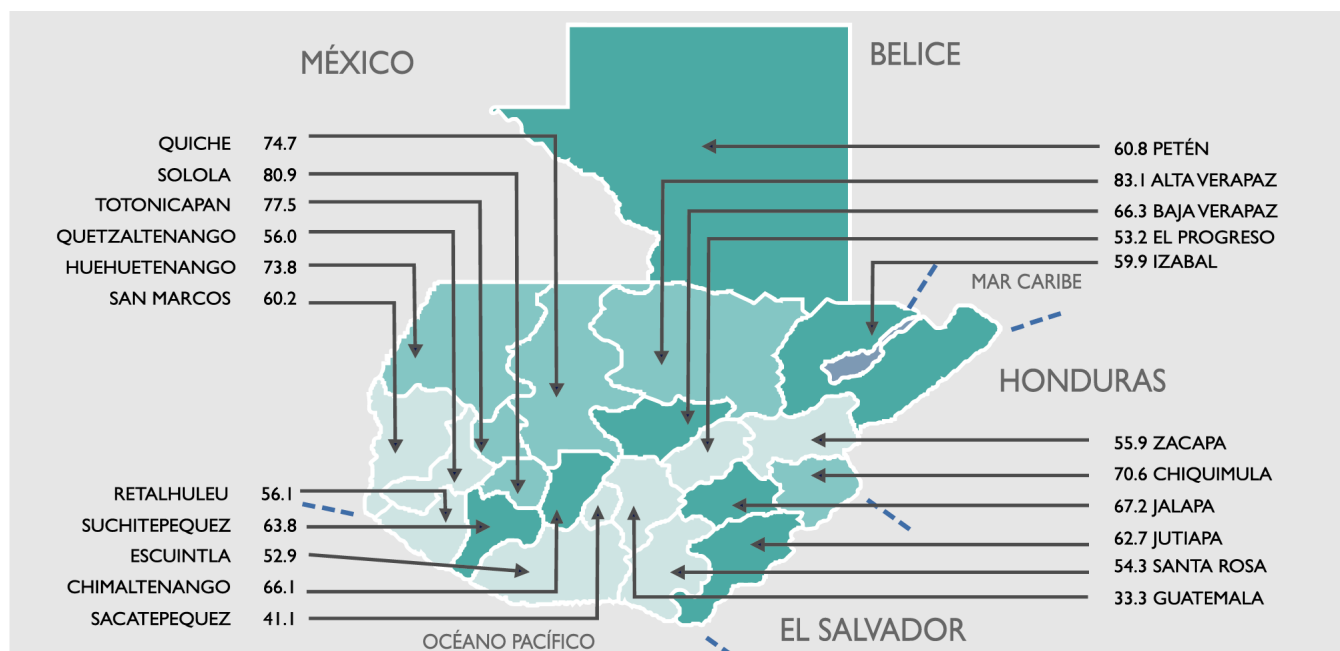 MÉXICO
BELICE
QUICHE 74.7
SOLOLA 80.9
TOTONICAPAN 77.5
QUETZALTENANGO 56.0
HUEHUETENANGO 73.8
SAN MARCOS 60.2
60.8 PETÉN
83.1 ALTA VERAPAZ
66.3 BAJA VERAPAZ
53.2 EL PROGRESO
59.9 IZABAL
MAR CARIBE
HONDURAS
RETALHULEU 56.1
SUCHITEPEQUEZ 63.8
ESCUINTLA 52.9
CHIMALTENANGO 66.1
SACATEPEQUEZ 41.1
55.9 ZACAPA
70.6 CHIQUIMULA
67.2 JALAPA
62.7 JUTIAPA
54.3 SANTA ROSA
33.3 GUATEMALA
OCÉANO PACÍFICO
EL SALVADOR